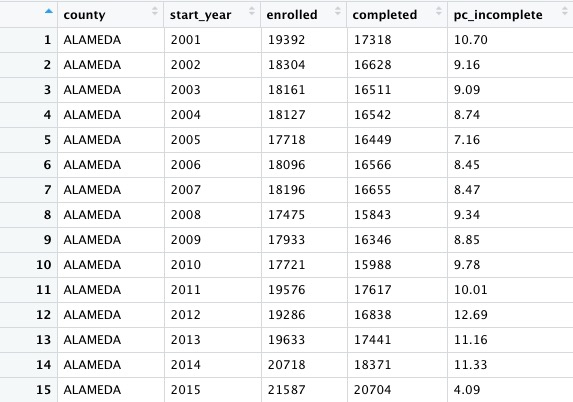 county start_year enrolled completed pc_incomplete
1 ALAMEDA 2001 19392 17318 10.70
2 ALAMEDA 2002 18304 16628 9.16
3 ALAMEDA 2003 18161 16511 9.09
4 ALAMEDA 2004 18127 16542 8.74
5 ALAMEDA 2005 17718 16449 7.16
6 ALAMEDA 2006 18096 16566 8.45
7 ALAMEDA 2007 18196 16655 8.47
8 ALAMEDA 2008 17475 15843 9.34
9 ALAMEDA 2009 17933 16346 8.85
10 ALAMEDA 2010 17721 15988 9.78
11 ALAMEDA 2011 19576 17617 10.01
12 ALAMEDA 2012 19286 16838 12.69
13 ALAMEDA 2013 19633 17441 11.16
14 ALAMEDA 2014 20718 18371 11.33
15 ALAMEDA 2015 21587 20704 4.09